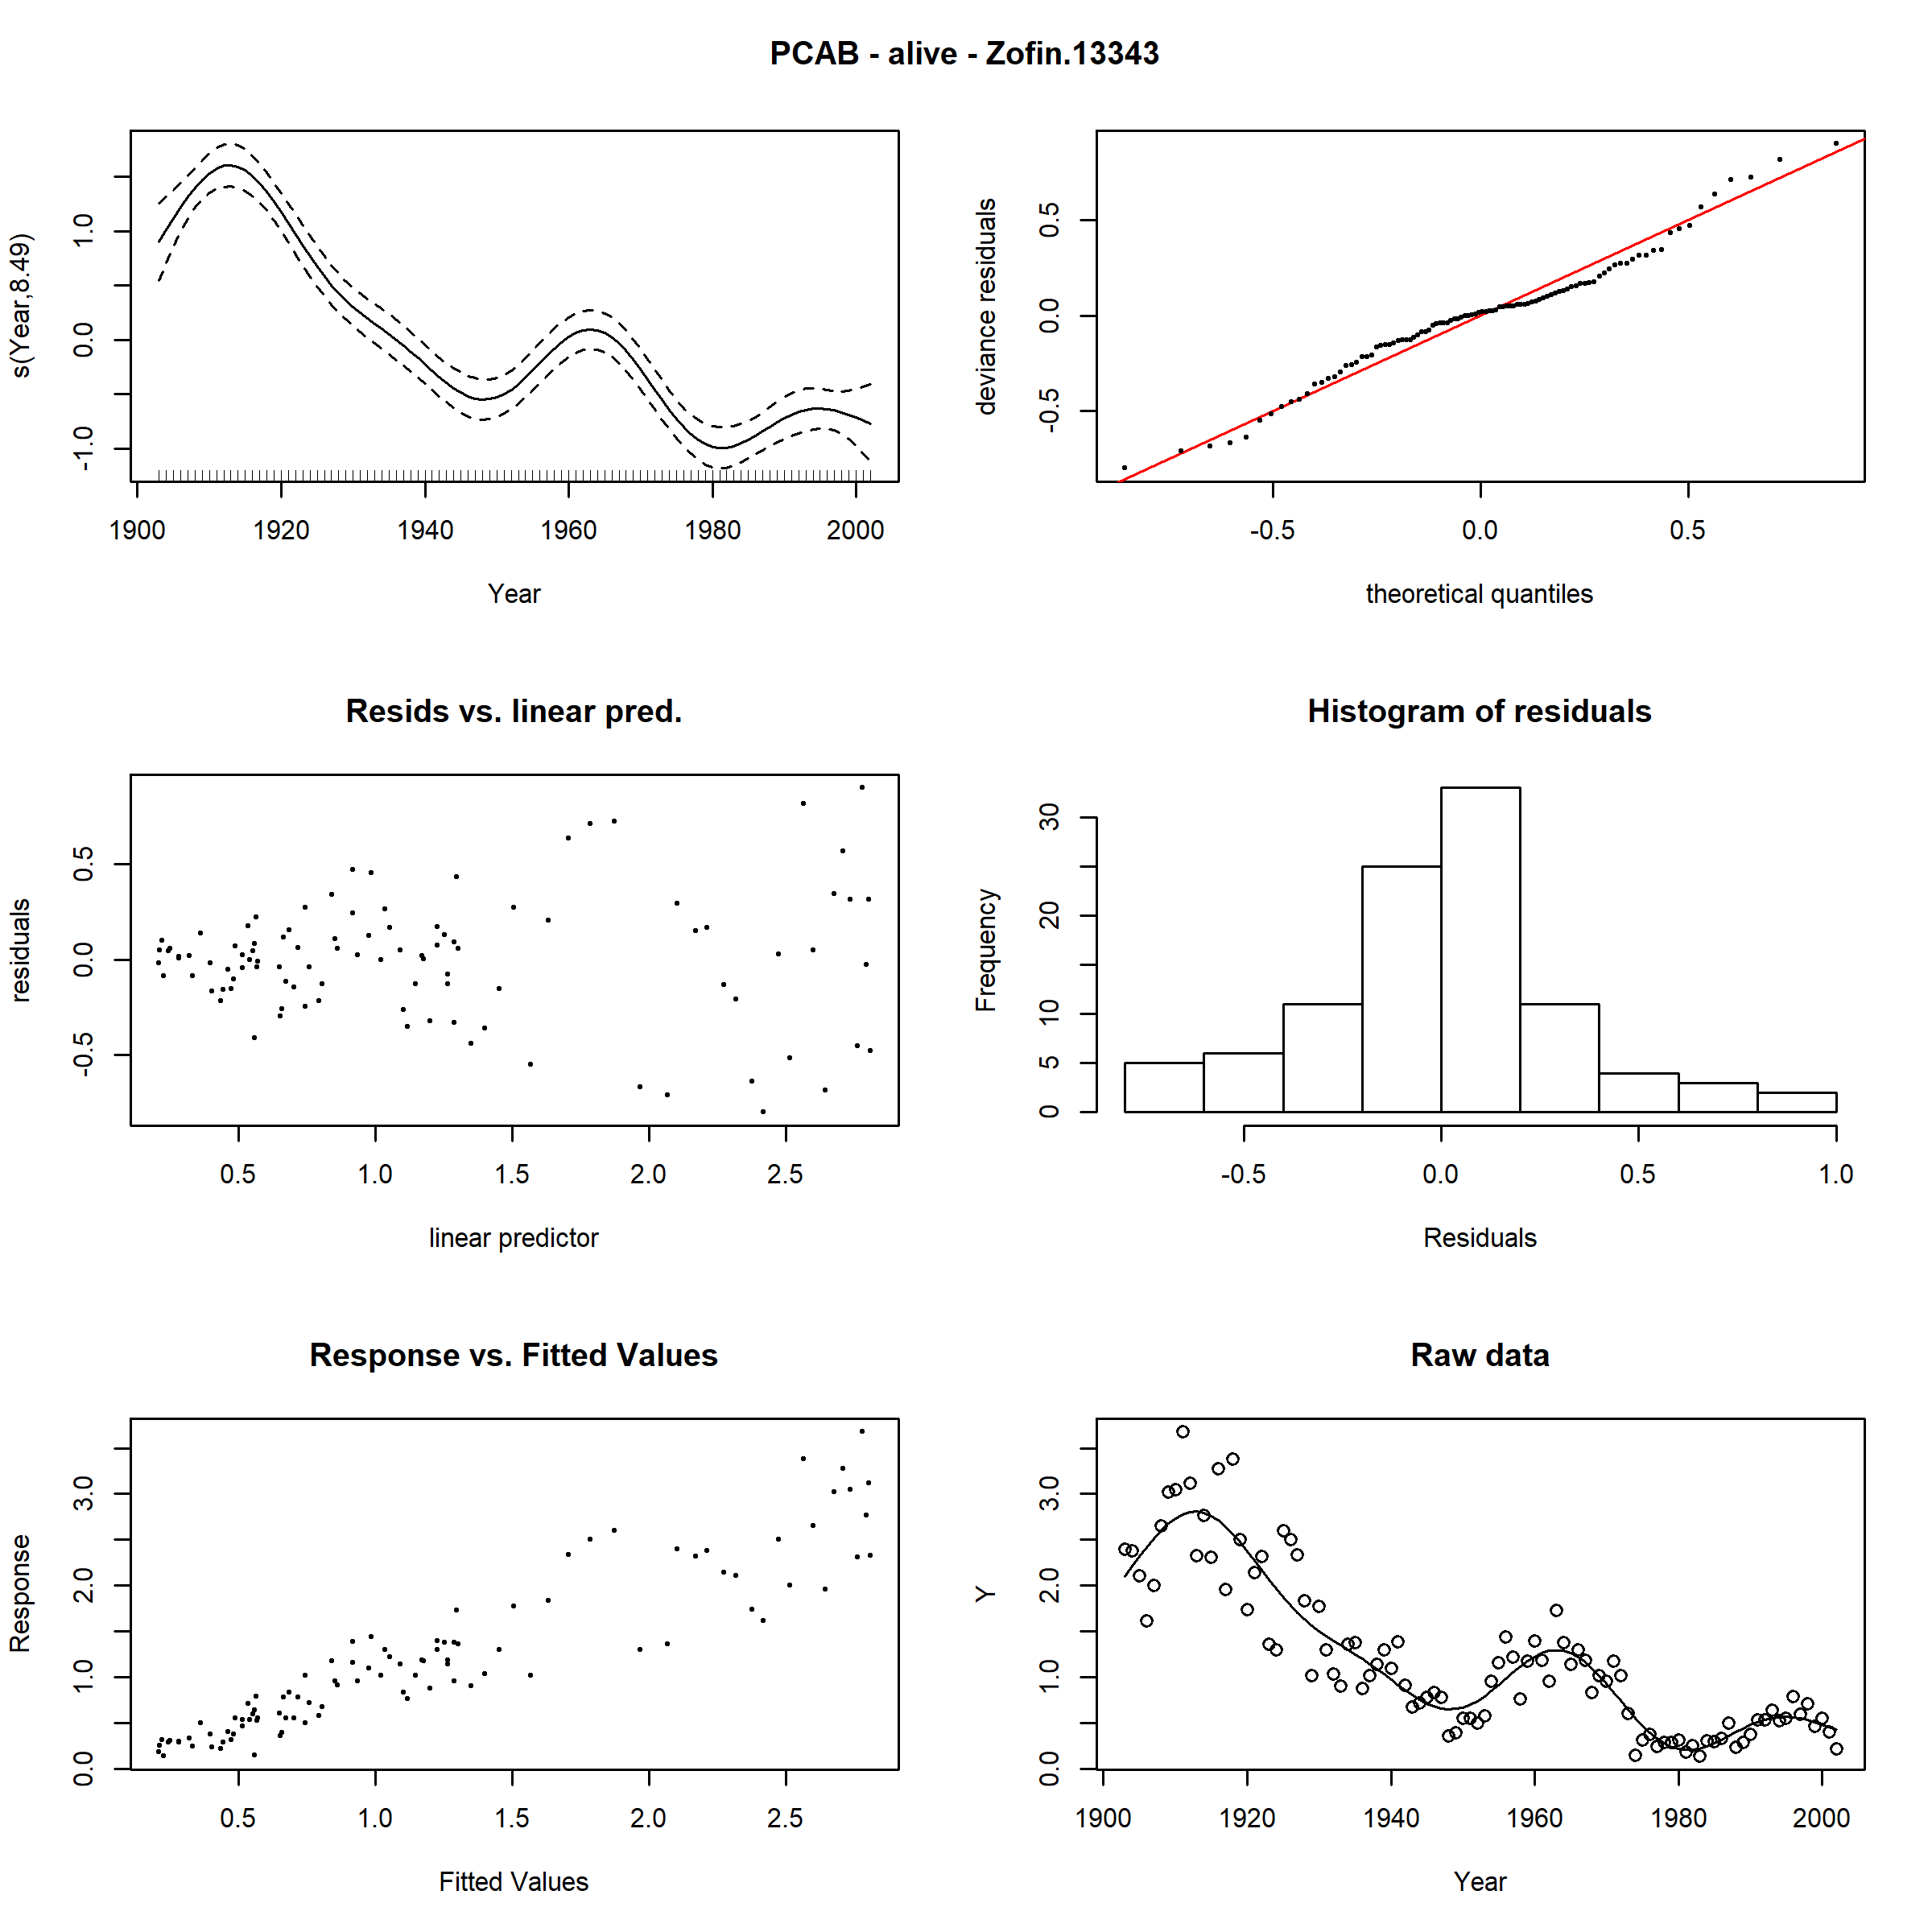 PCAB - alive - Zofin.13343
s(Year,8.49)
-1.0 0.0 1.0
1900 1920 1940 1960 1980 2000
Year
deviance residuals
-0.5 0.0 0.5
-0.5 0.0 0.5
theoretical quantiles
Resids vs. linear pred.
residuals
-0.5 0.0 0.5
0.5 1.0 1.5 2.0 2.5
linear predictor
Histogram of residuals
Frequency
0 5 10 20 30
-0.5 0.0 0.5 1.0
Residuals
Response vs. Fitted Values
Response
0.0 1.0 2.0 3.0
0.5 1.0 1.5 2.0 2.5
Fitted Values
Raw data
Y
0.0 1.0 2.0 3.0
1900 1920 1940 1960 1980 2000
Year